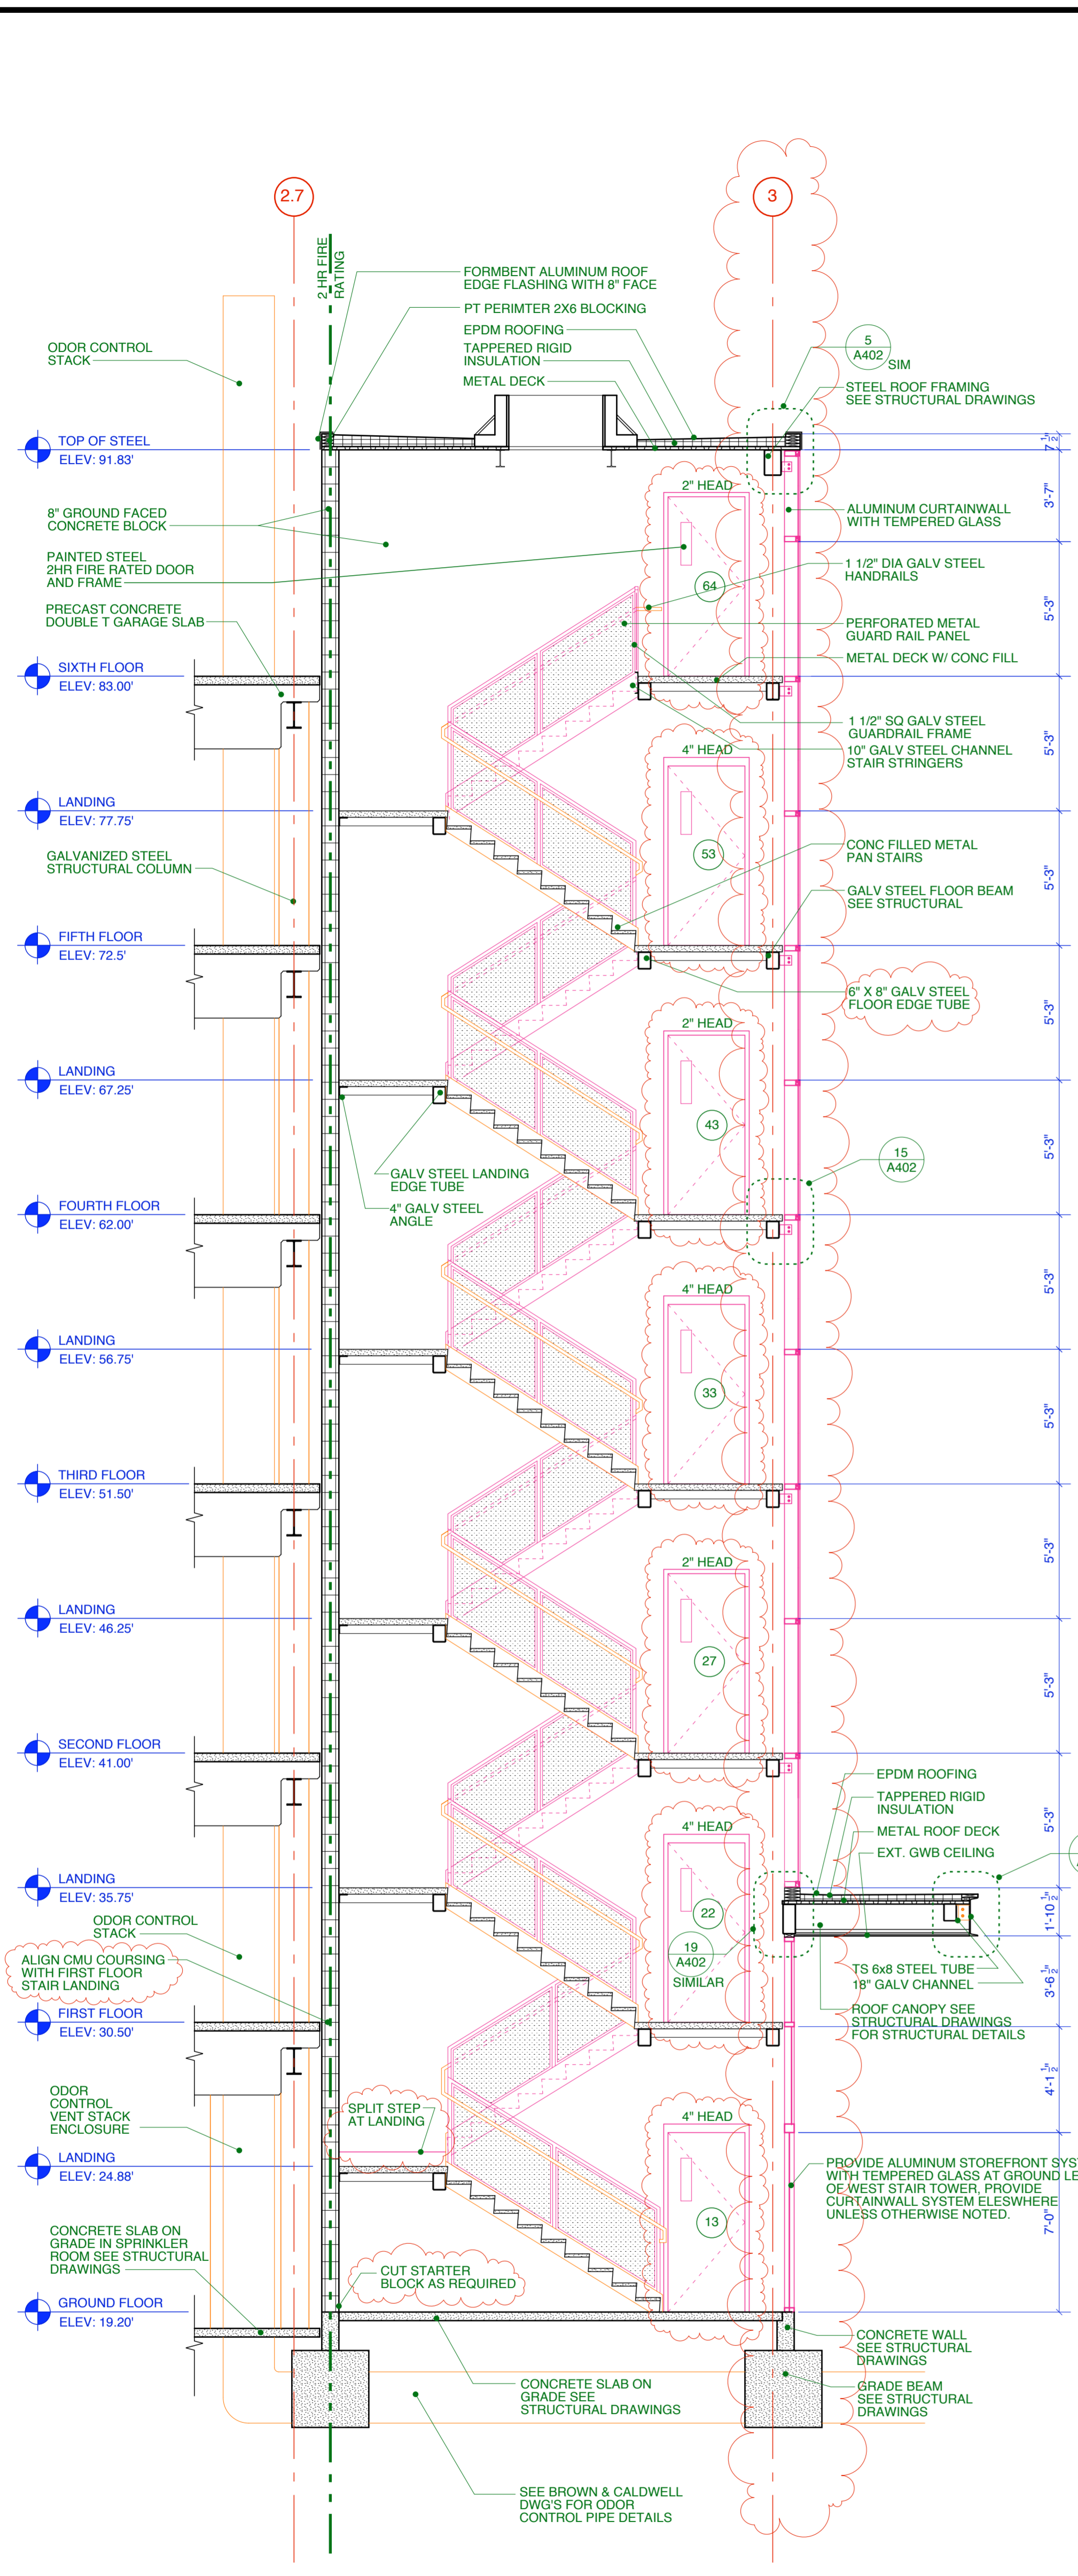 2.7
3
2 HR FIRE
RATING
FORMBENT ALUMINUM ROOF
EDGE FLASHING WITH 8" FACE
PT PERIMTER 2X6 BLOCKING
EPDM ROOFING
TAPPERED RIGID
INSULATION
METAL DECK
ODOR CONTROL
STACK
5
A402
SIM
STEEL ROOF FRAMING
SEE STRUCTURAL DRAWINGS
TOP OF STEEL
ELEV: 91.83'
7 1/2"
2" HEAD
3'-7"
8" GROUND FACED
CONCRETE BLOCK
ALUMINUM CURTAINWALL
WITH TEMPERED GLASS
PAINTED STEEL
2HR FIRE RATED DOOR
AND FRAME
1 1/2" DIA GALV STEEL
HANDRAILS
64
5'-3"
PRECAST CONCRETE
DOUBLE T GARAGE SLAB
PERFORATED METAL
GUARD RAIL PANEL
METAL DECK W/ CONC FILL
SIXTH FLOOR
ELEV: 83.00'
1 1/2" SQ GALV STEEL
GUARDRAIL FRAME
10" GALV STEEL CHANNEL
STAIR STRINGERS
4" HEAD
5'-3"
LANDING
ELEV: 77.75'
GALVANIZED STEEL
STRUCTURAL COLUMN
53
CONC FILLED METAL
PAN STAIRS
5'-3"
GALV STEEL FLOOR BEAM
SEE STRUCTURAL
FIFTH FLOOR
ELEV: 72.5'
6" X 8" GALV STEEL
FLOOR EDGE TUBE
2" HEAD
5'-3"
LANDING
ELEV: 67.25'
43
15
A402
5'-3"
GALV STEEL LANDING
EDGE TUBE
4" GALV STEEL
ANGLE
FOURTH FLOOR
ELEV: 62.00'
4" HEAD
5'-3"
LANDING
ELEV: 56.75'
33
5'-3"
THIRD FLOOR
ELEV: 51.50'
2" HEAD
5'-3"
LANDING
ELEV: 46.25'
27
5'-3"
SECOND FLOOR
ELEV: 41.00'
EPDM ROOFING
TAPPERED RIGID
INSULATION
METAL ROOF DECK
EXT. GWB CEILING
4" HEAD
5'-3"
LANDING
ELEV: 35.75'
22
1'-10 1/2"
ODOR CONTROL
STACK
19
A402
SIMILAR
ALIGN CMU COURSING
WITH FIRST FLOOR
STAIR LANDING
TS 6x8 STEEL TUBE
18" GALV CHANNEL
3'-6 1/2"
ROOF CANOPY SEE
STRUCTURAL DRAWINGS
FOR STRUCTURAL DETAILS
FIRST FLOOR
ELEV: 30.50'
4'-1 1/2"
ODOR
CONTROL
VENT STACK
ENCLOSURE
SPLIT STEP
AT LANDING
4" HEAD
LANDING
ELEV: 24.88'
PROVIDE ALUMINUM STOREFRONT SYS
WITH TEMPERED GLASS AT GROUND LE
OF WEST STAIR TOWER, PROVIDE
CURTAINWALL SYSTEM ELESWHERE
UNLESS OTHERWISE NOTED.
13
7'-0"
CONCRETE SLAB ON
GRADE IN SPRINKLER
ROOM SEE STRUCTURAL
DRAWINGS
CUT STARTER
BLOCK AS REQUIRED
GROUND FLOOR
ELEV: 19.20'
CONCRETE WALL
SEE STRUCTURAL
DRAWINGS
CONCRETE SLAB ON
GRADE SEE
STRUCTURAL DRAWINGS
GRADE BEAM
SEE STRUCTURAL
DRAWINGS
SEE BROWN & CALDWELL
DWG'S FOR ODOR
CONTROL PIPE DETAILS